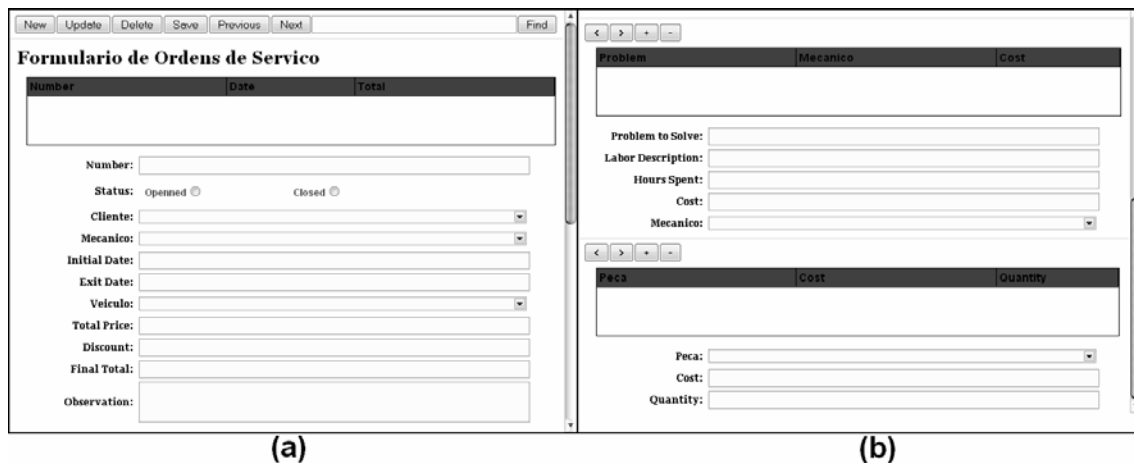 New Update Delete Save Previous Next Find
Formulario de Ordens de Servico
Number Date Total
Number:
Status: Openned Closed
Cliente:
Mecanico:
Initial Date:
Exit Date:
Veiculo:
Total Price:
Discount:
Final Total:
Observation:
(a)
< > + -
Problem Mecanico Cost
Problem to Solve:
Labor Description:
Hours Spent:
Cost:
Mecanico:
< > + -
Peca Cost Quantity
Peca:
Cost:
Quantity:
(b)